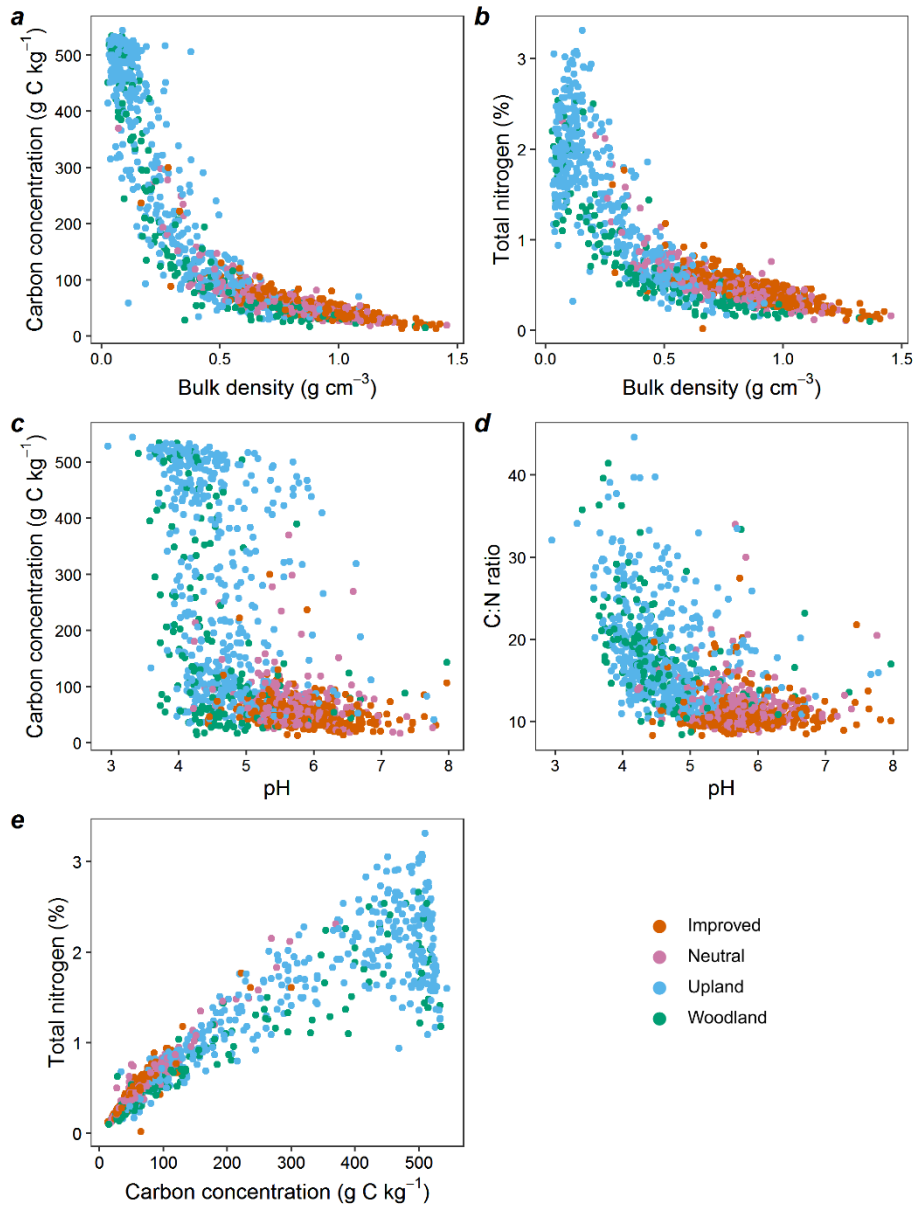 a
Carbon concentration (g C kg⁻¹)
500
400
300
200
100
0
0.0
0.5
1.0
1.5
Bulk density (g cm⁻³)
b
Total nitrogen (%)
3
2
1
0
0.0
0.5
1.0
1.5
Bulk density (g cm⁻³)
c
Carbon concentration (g C kg⁻¹)
500
400
300
200
100
0
3
4
5
6
7
8
pH
d
C:N ratio
40
30
20
10
3
4
5
6
7
8
pH
e
Total nitrogen (%)
3
2
1
0
0
100
200
300
400
500
Carbon concentration (g C kg⁻¹)
Improved
Neutral
Upland
Woodland